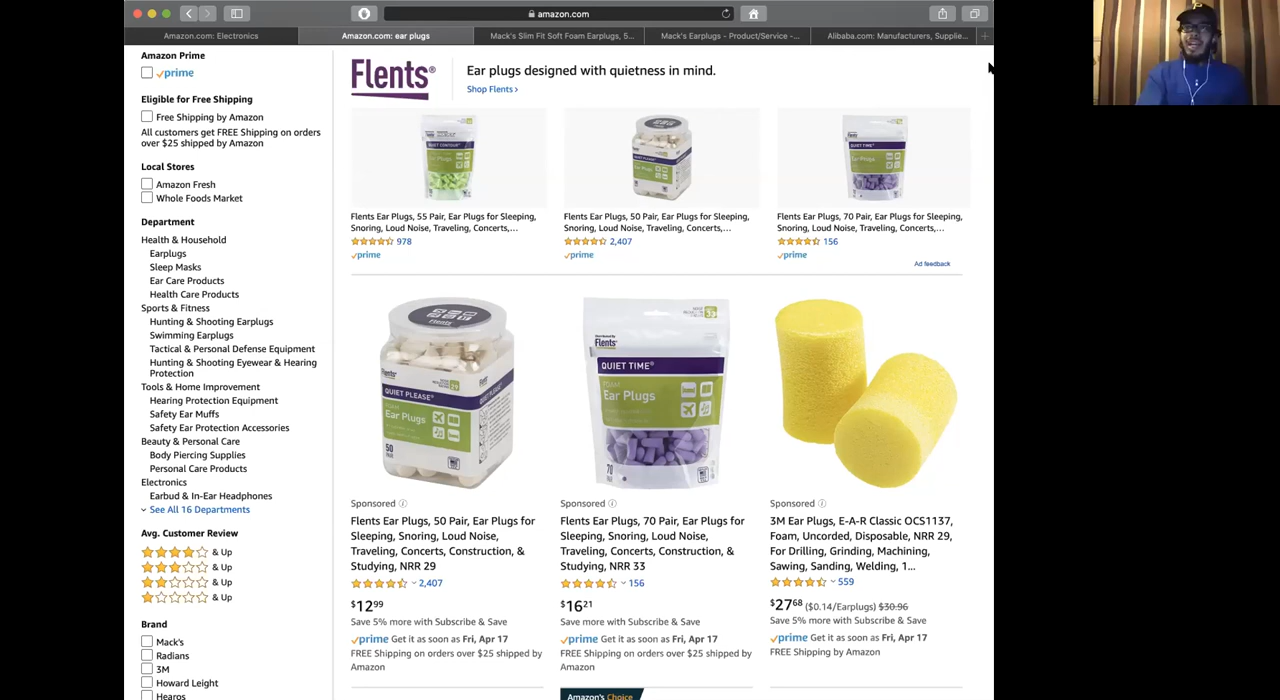 amazon.com
Amazon.com: Electronics
Amazon.com: ear plugs
Mack's Slim Fit Soft Foam Earplugs, 5...
Mack's Earplugs - Product/Service -...
Alibaba.com: Manufacturers, Supplie...
Amazon Prime
prime
Eligible for Free Shipping
Free Shipping by Amazon
All customers get FREE Shipping on orders
over $25 shipped by Amazon
Local Stores
Amazon Fresh
Whole Foods Market
Department
Health & Household
Earplugs
Sleep Masks
Ear Care Products
Health Care Products
Sports & Fitness
Hunting & Shooting Earplugs
Swimming Earplugs
Tactical & Personal Defense Equipment
Hunting & Shooting Eyewear & Hearing
Protection
Tools & Home Improvement
Hearing Protection Equipment
Safety Ear Muffs
Safety Ear Protection Accessories
Beauty & Personal Care
Body Piercing Supplies
Personal Care Products
Electronics
Earbud & In-Ear Headphones
See All 16 Departments
Avg. Customer Review
& Up
& Up
& Up
& Up
Brand
Mack's
Radians
3M
Howard Leight
Hearos
Flents®
Ear plugs designed with quietness in mind.
Shop Flents ›
Flents Ear Plugs, 55 Pair, Ear Plugs for Sleeping,
Snoring, Loud Noise, Traveling, Concerts,...
978
prime
Flents Ear Plugs, 50 Pair, Ear Plugs for Sleeping,
Snoring, Loud Noise, Traveling, Concerts,...
2,407
prime
Flents Ear Plugs, 70 Pair, Ear Plugs for Sleeping,
Snoring, Loud Noise, Traveling, Concerts,...
156
prime
Ad feedback
Flents
QUIET PLEASE®
Ear Plugs
50
Sponsored
Flents Ear Plugs, 50 Pair, Ear Plugs for
Sleeping, Snoring, Loud Noise,
Traveling, Concerts, Construction, &
Studying, NRR 29
2,407
$12.99
Save 5% more with Subscribe & Save
prime Get it as soon as Fri, Apr 17
FREE Shipping on orders over $25 shipped by
Amazon
Flents
QUIET TIME®
FOAM
Ear Plugs
70
Sponsored
Flents Ear Plugs, 70 Pair, Ear Plugs for
Sleeping, Snoring, Loud Noise,
Traveling, Concerts, Construction, &
Studying, NRR 33
156
$16.21
Save more with Subscribe & Save
prime Get it as soon as Fri, Apr 17
FREE Shipping on orders over $25 shipped by
Amazon
Amazon's Choice
Sponsored
3M Ear Plugs, E-A-R Classic OCS1137,
Foam, Uncorded, Disposable, NRR 29,
For Drilling, Grinding, Machining,
Sawing, Sanding, Welding, 1...
559
$27.68 ($0.14/Earplugs) $30.96
Save 5% more with Subscribe & Save
prime Get it as soon as Fri, Apr 17
FREE Shipping by Amazon